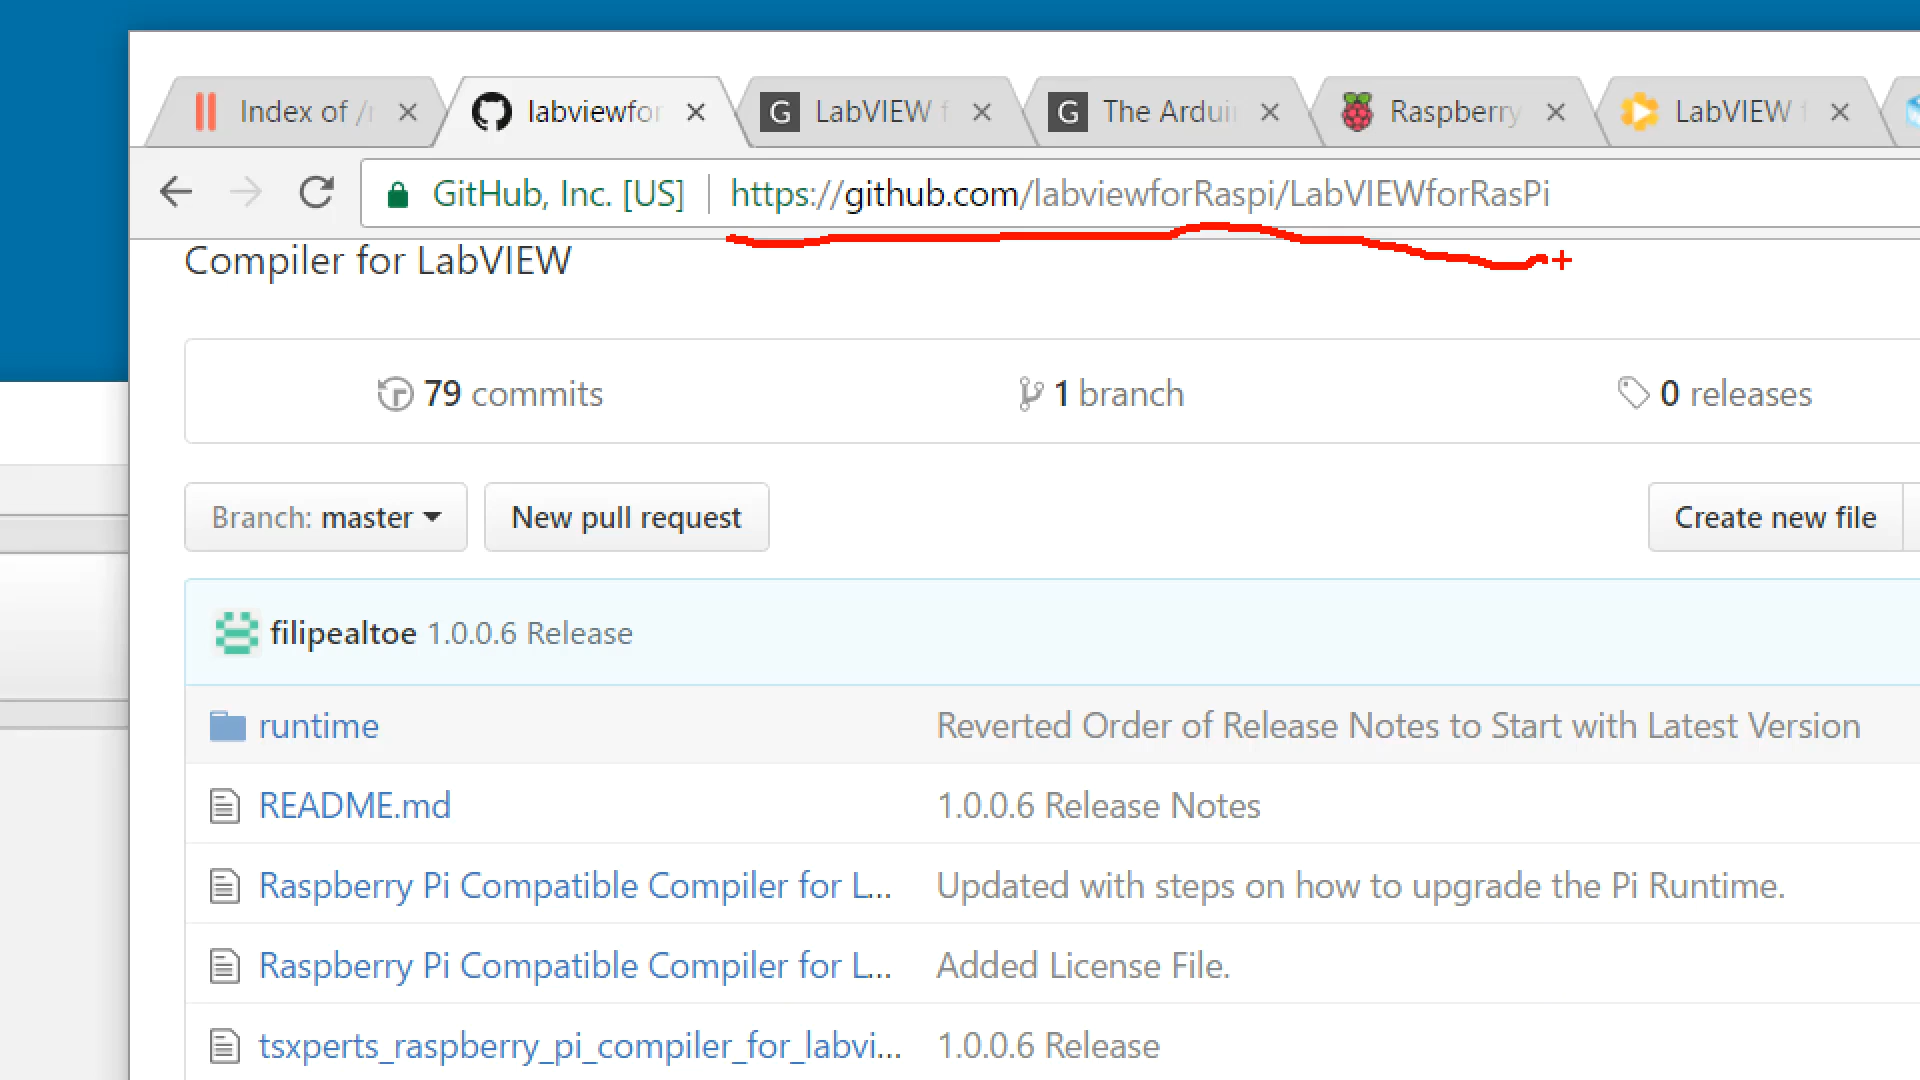 Index of /r
labviewfor
G LabVIEW f
G The Ardui
Raspberry
LabVIEW f
GitHub, Inc. [US] https://github.com/labviewforRaspi/LabVIEWforRasPi
Compiler for LabVIEW
79 commits
1 branch
0 releases
Branch: master
New pull request
Create new file
filipealtoe 1.0.0.6 Release
runtime Reverted Order of Release Notes to Start with Latest Version
README.md 1.0.0.6 Release Notes
Raspberry Pi Compatible Compiler for L... Updated with steps on how to upgrade the Pi Runtime.
Raspberry Pi Compatible Compiler for L... Added License File.
tsxperts_raspberry_pi_compiler_for_labvi... 1.0.0.6 Release